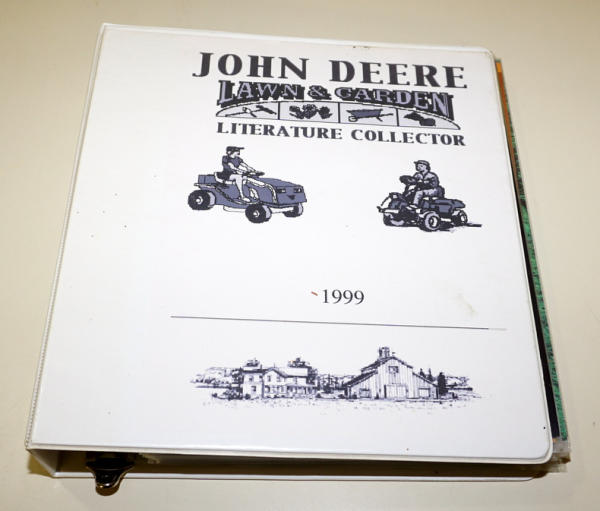 JOHN DEERE
LAWN & GARDEN
LITERATURE COLLECTOR
1999